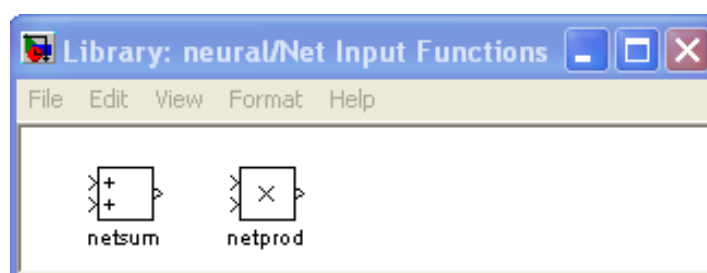 Library: neural/Net Input Functions
File Edit View Format Help
+ ×
+
netsum netprod